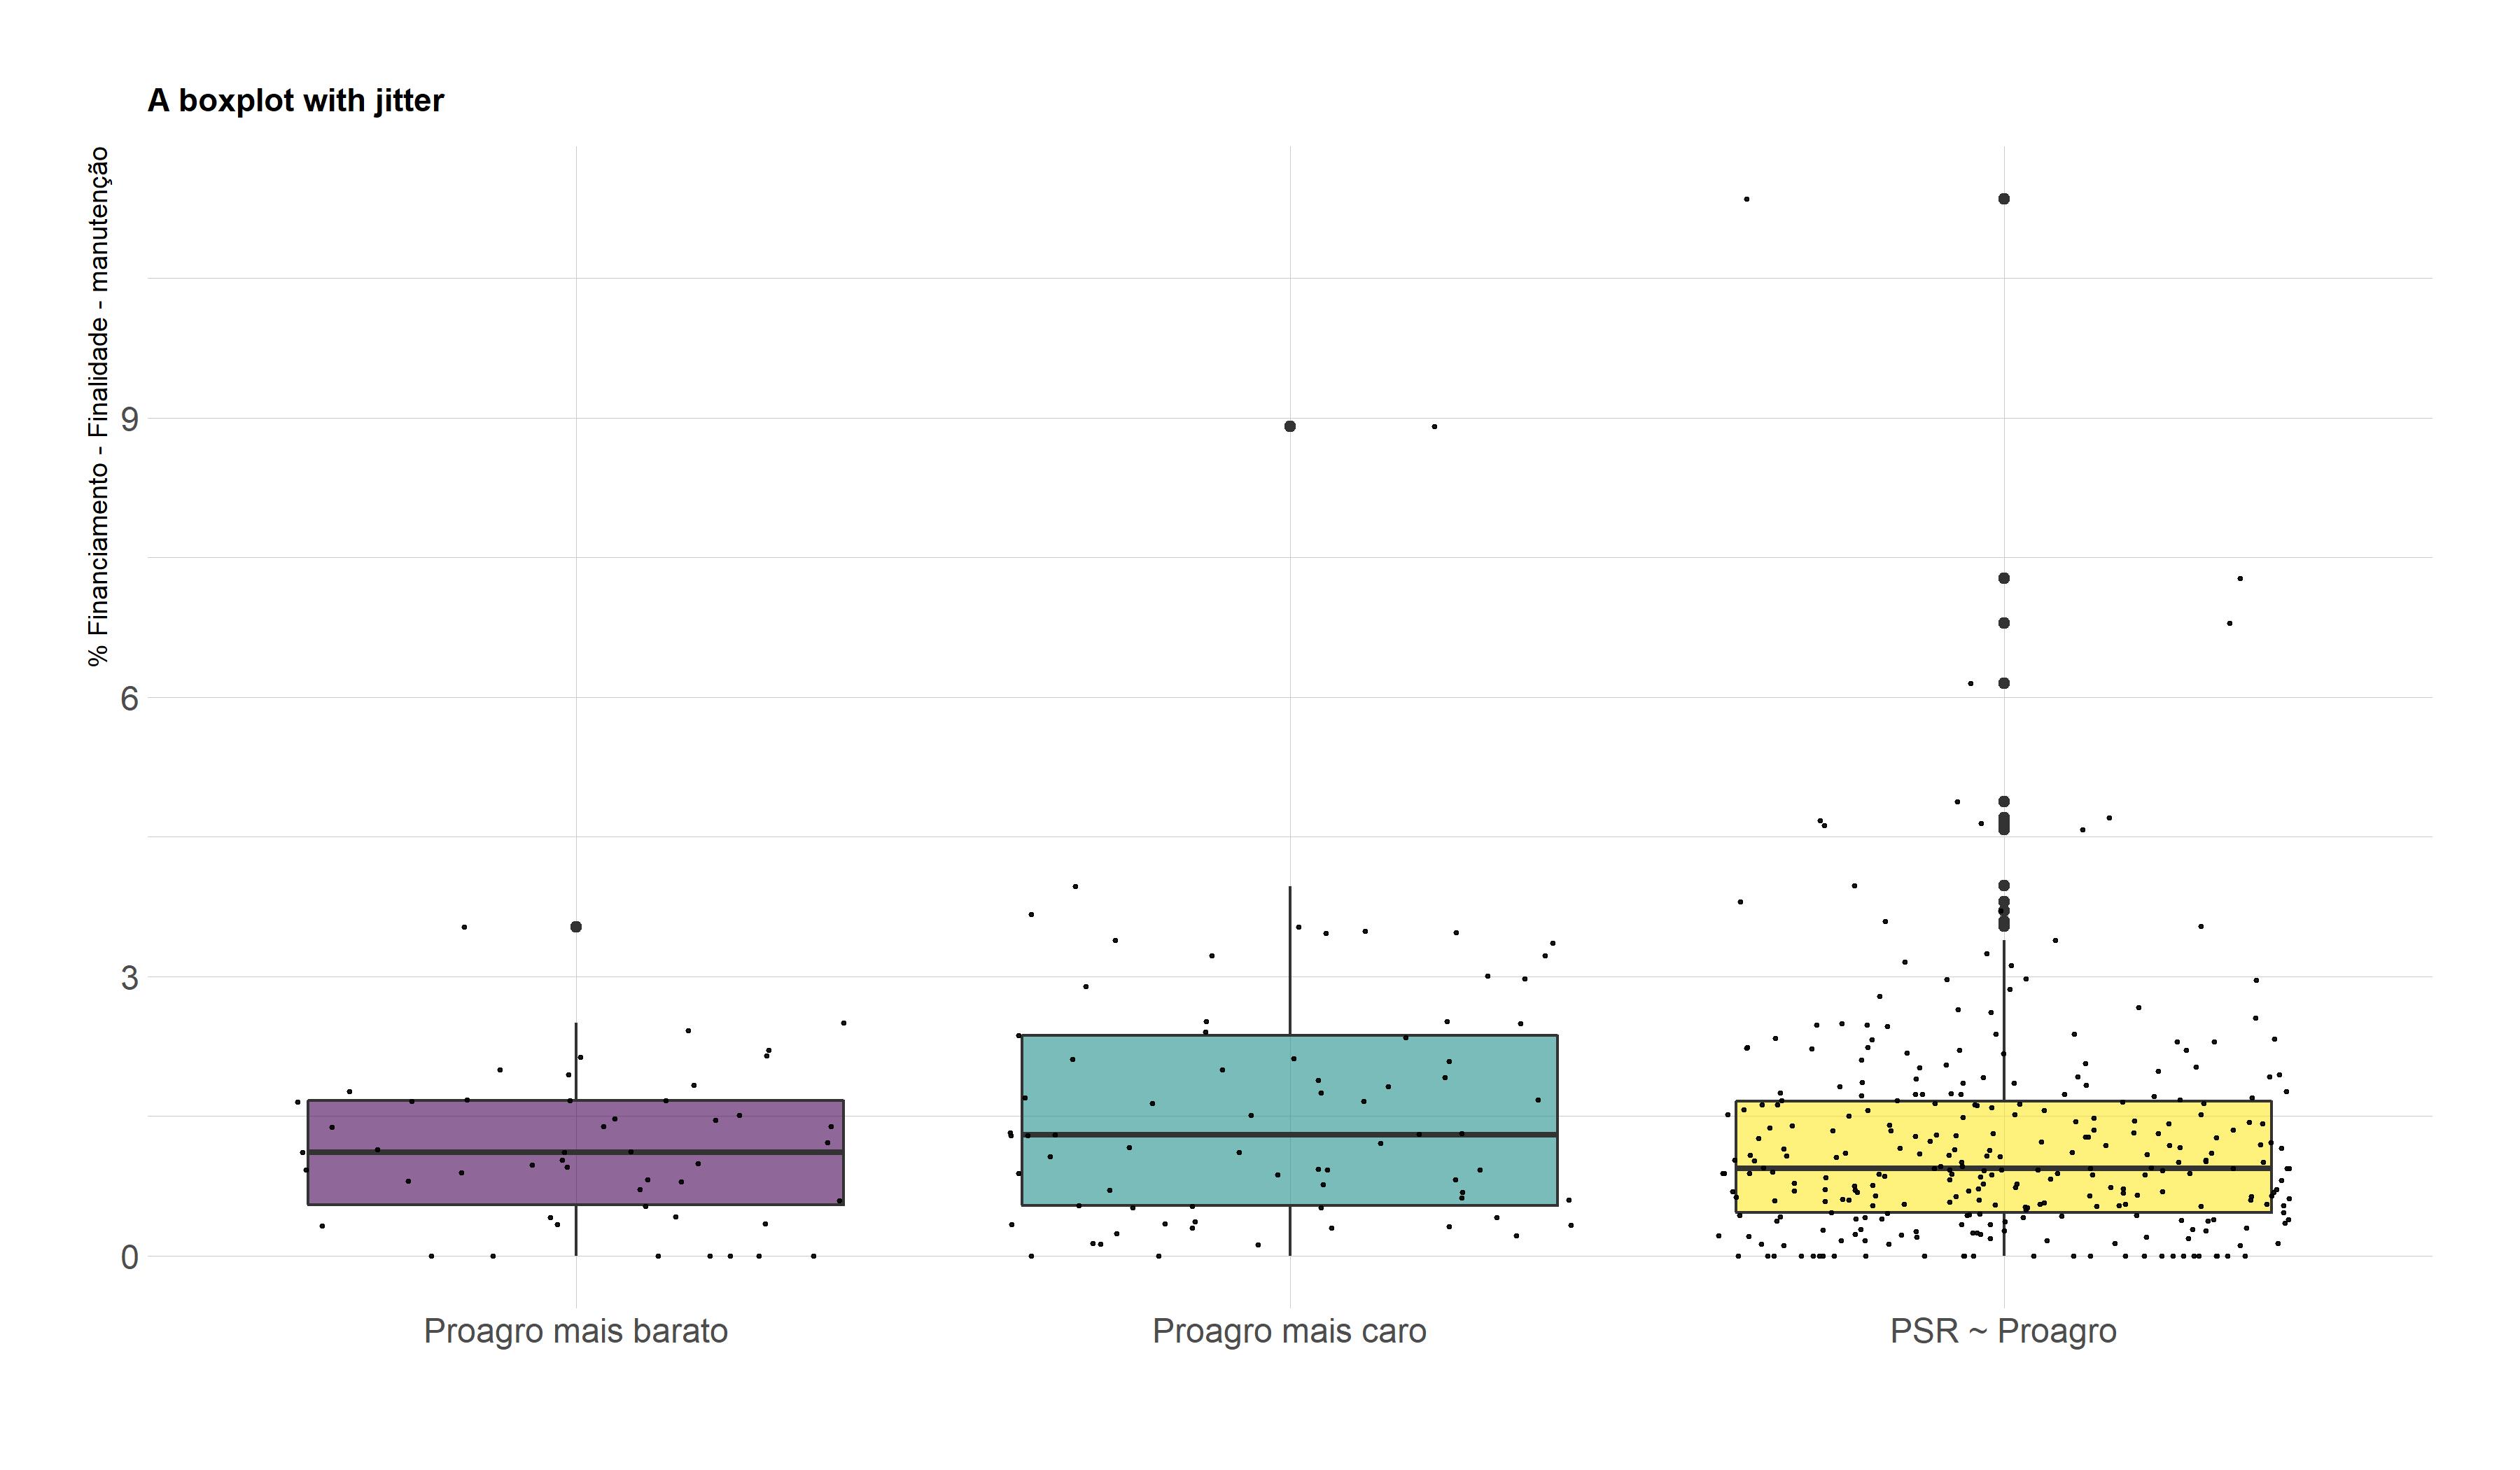 A boxplot with jitter
% Financiamento - Finalidade - manutenção
9
6
3
0
Proagro mais barato
Proagro mais caro
PSR ~ Proagro